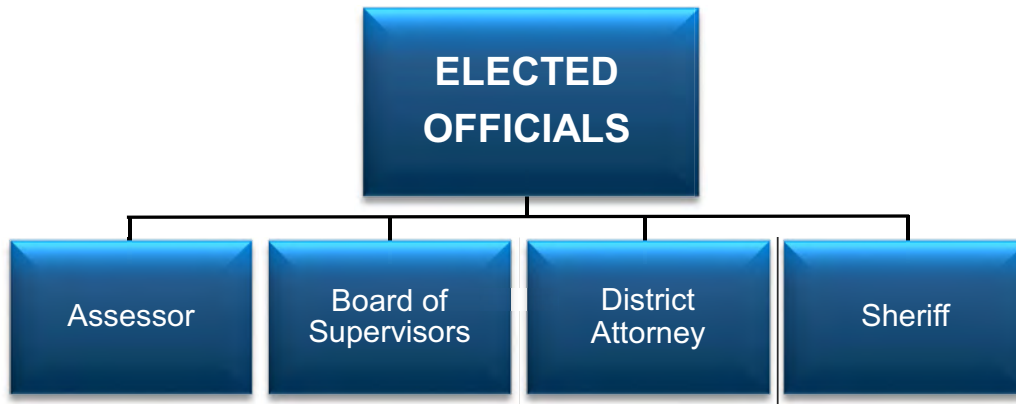 ELECTED
OFFICIALS
Assessor
Board of
Supervisors
District
Attorney
Sheriff